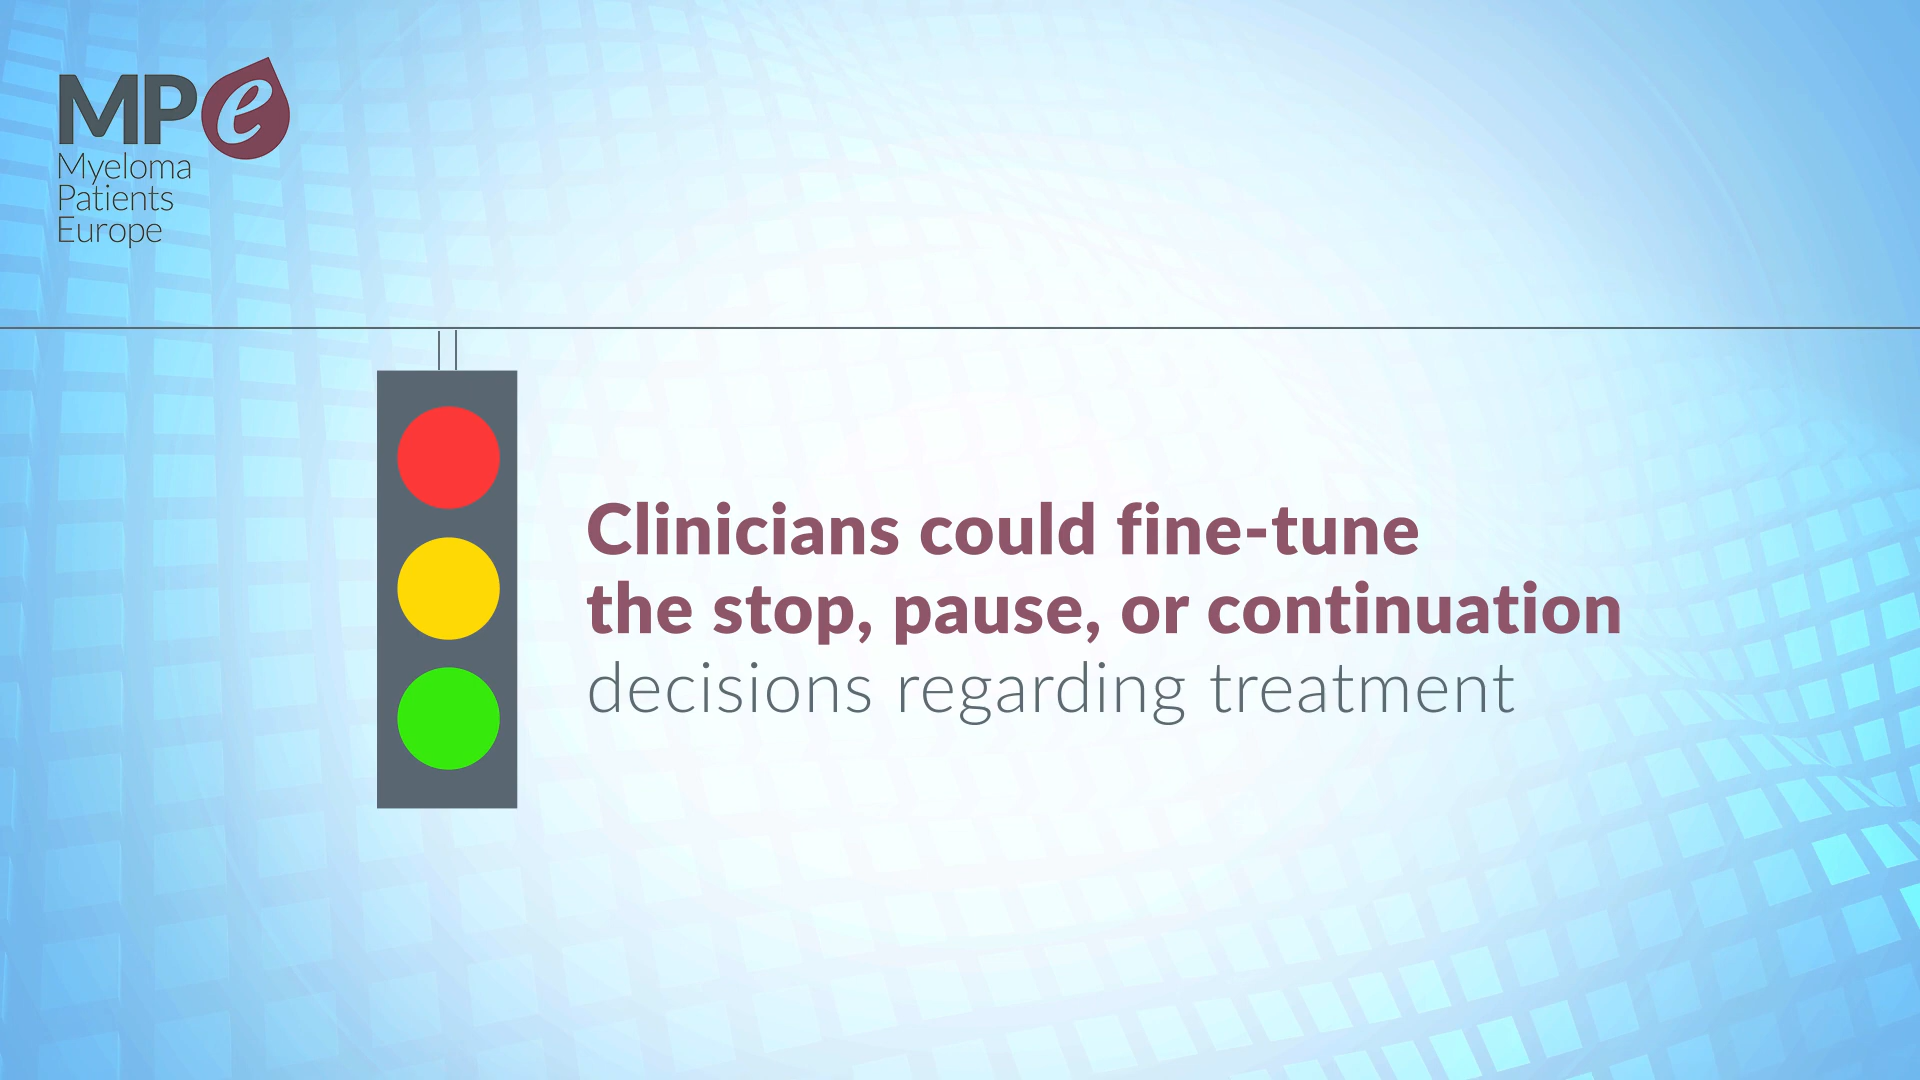 MPe
Myeloma
Patients
Europe
Clinicians could fine-tune
the stop, pause, or continuation
decisions regarding treatment